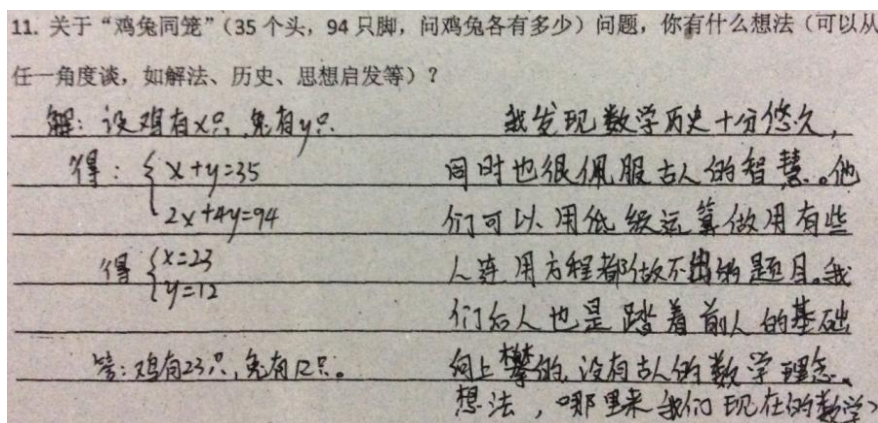 11. 关于“鸡兔同笼”（35 个头，94 只脚，问鸡兔各有多少）问题，你有什么想法（可以从
任一角度谈，如解法、历史、思想启发等）？
解：设鸡有x只，兔有y只.
得：{x+y=35
2x+4y=94
得{x=23
y=12
答：鸡有23只，兔有12只。
我发现数学历史十分悠久，
同时也很佩服古人的智慧。他
们可以用低级运算做用有些
人连用方程都做不出的题目。我
们后人也是踏着前人的基础
向上攀的，没有古人的数学理念、
想法，哪里来我们现在的数学？